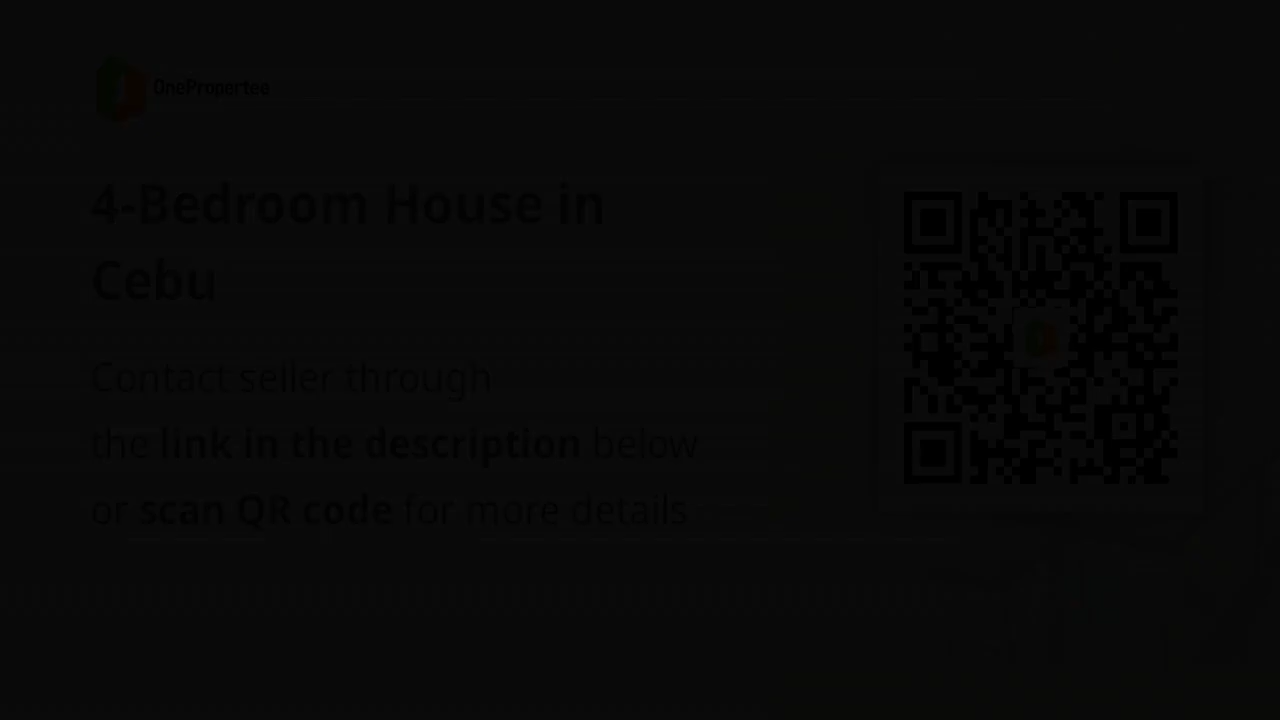 OnePropertee
4-Bedroom House in
Cebu
Contact seller through
the link in the description below
or scan QR code for more details